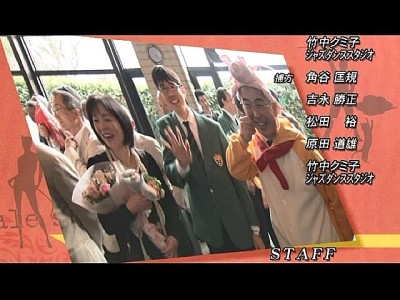 竹中クミ子
ジャズダンススタジオ
補方 角谷 匡規
吉永 勝正
松田 裕
原田 道雄
竹中クミ子
ジャズダンススタジオ
STAFF